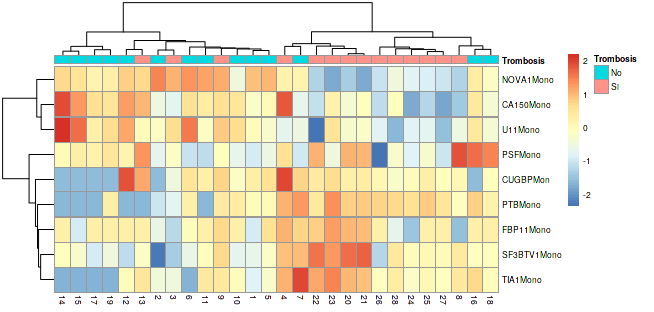 Trombosis
NOVA1Mono
CA150Mono
U11Mono
PSFMono
CUGBPMon
PTBMono
FBP11Mono
SF3BTV1Mono
TIA1Mono
14 15 17 19 12 13 2 3 6 11 9 10 1 5 4 7 22 23 20 21 26 28 24 25 27 8 16 18
2
1
0
-1
-2
Trombosis
No
SI